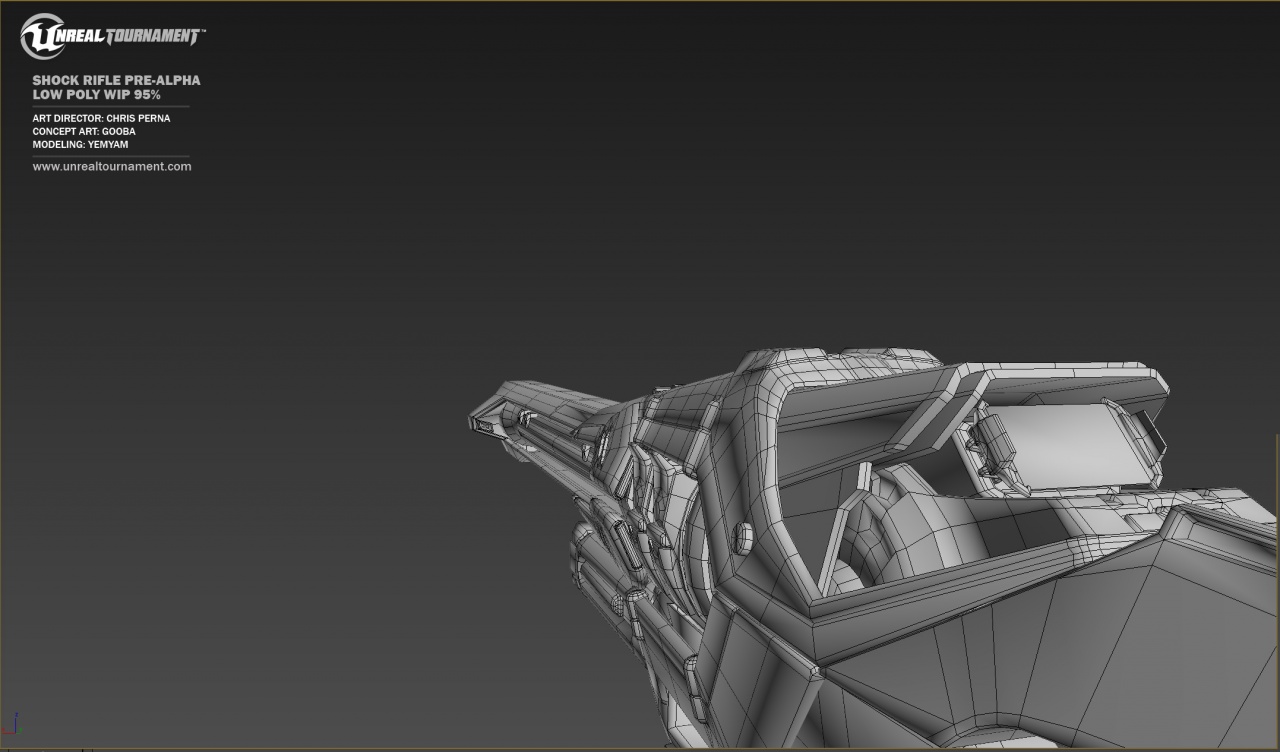 UNREAL TOURNAMENT™
SHOCK RIFLE PRE-ALPHA
LOW POLY WIP 95%
ART DIRECTOR: CHRIS PERNA
CONCEPT ART: GOOBA
MODELING: YEMYAM
www.unrealtournament.com